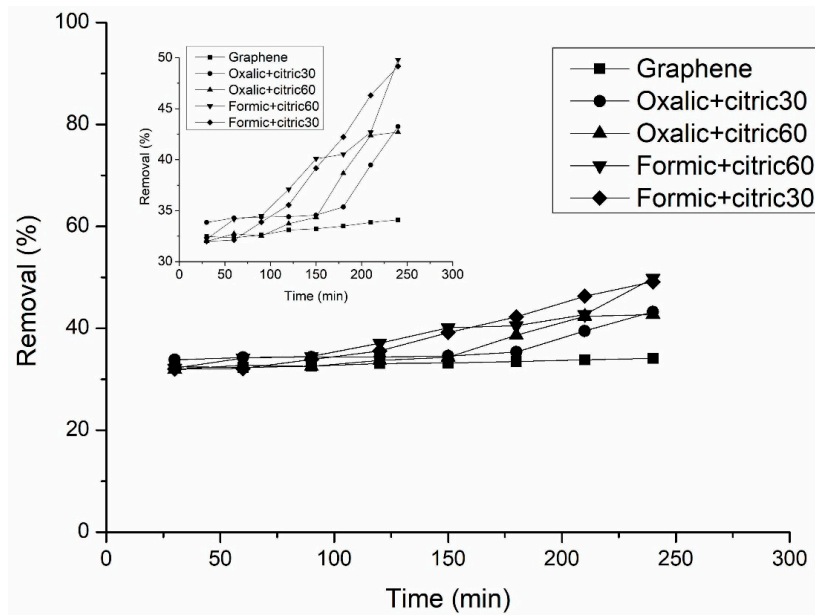 100
80
60
40
20
0
Removal (%)
0 50 100 150 200 250 300
Time (min)
Graphene
Oxalic+citric30
Oxalic+citric60
Formic+citric60
Formic+citric30
50
45
40
35
30
Removal (%)
0 50 100 150 200 250 300
Time (min)
Graphene
Oxalic+citric30
Oxalic+citric60
Formic+citric60
Formic+citric30